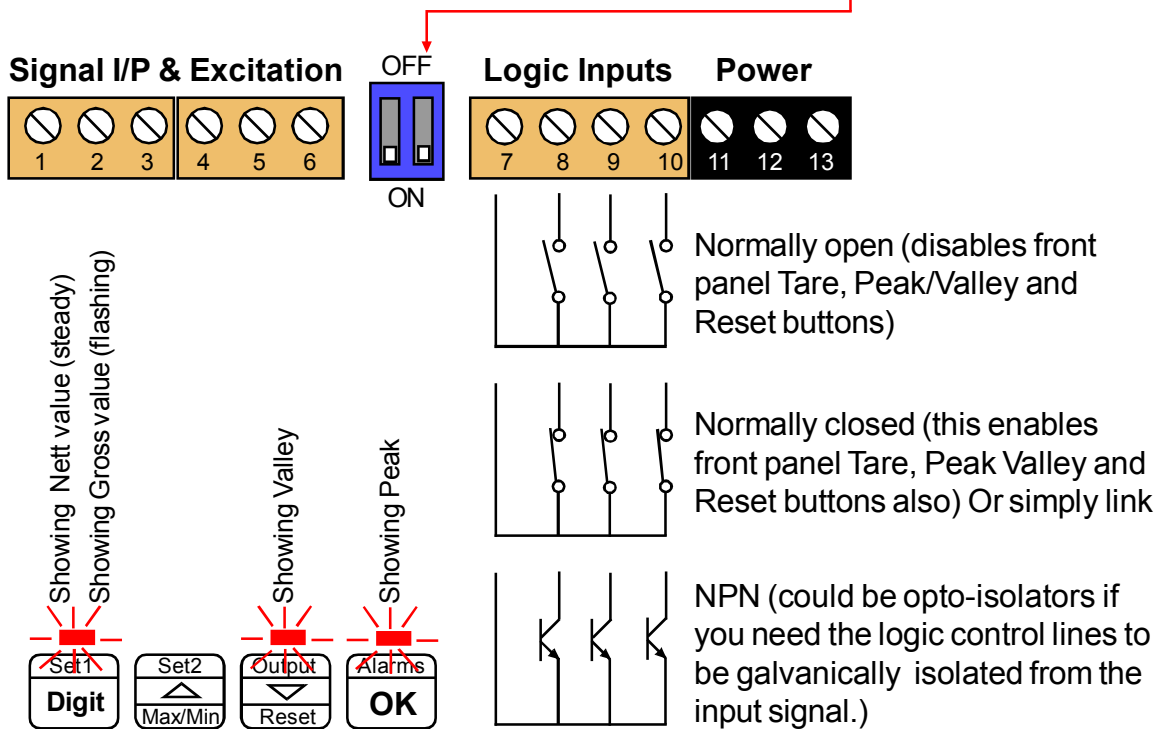 OFF
Signal I/P & Excitation
Logic Inputs
Power
1 2 3 4 5 6
7 8 9 10 11 12 13
ON
Normally open (disables front
panel Tare, Peak/Valley and
Reset buttons)
Normally closed (this enables
front panel Tare, Peak Valley and
Reset buttons also) Or simply link
NPN (could be opto-isolators if
you need the logic control lines to
be galvanically isolated from the
input signal.)
Showing Nett value (steady)
Showing Gross value (flashing)
Showing Valley
Showing Peak
Set1
Digit
Set2
Max/Min
Output
Reset
Alarms
OK